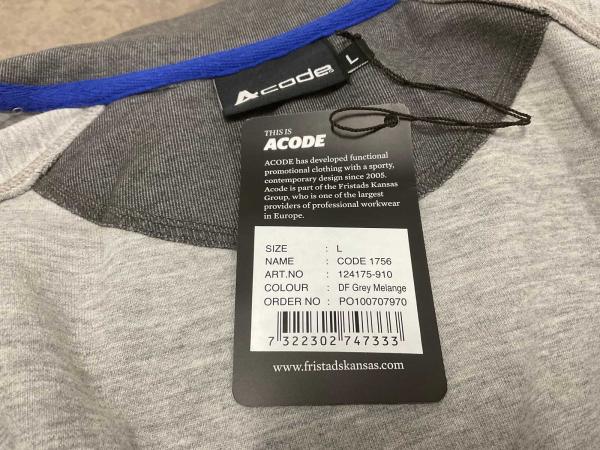 Acode
L
THIS IS
ACODE
ACODE has developed functional
promotional clothing with a sporty,
contemporary design since 2005.
Acode is part of the Fristads Kansas
Group, who is one of the largest
providers of professional workwear
in Europe.
SIZE : L
NAME : CODE 1756
ART.NO : 124175-910
COLOUR : DF Grey Melange
ORDER NO : PO100707970
7 322302 747333
www.fristadskansas.com